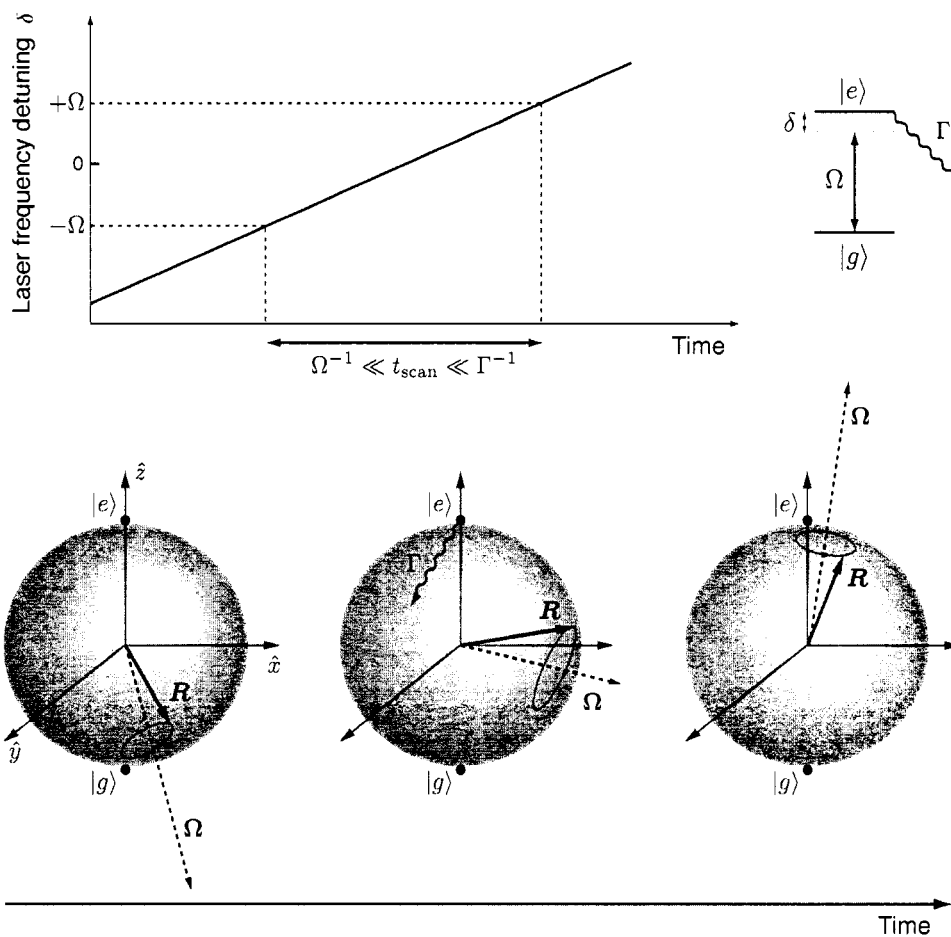 Laser frequency detuning δ
+Ω
0
−Ω
Time
Ω⁻¹ ≪ t_scan ≪ Γ⁻¹
|e⟩
δ
Γ
Ω
|g⟩
ẑ
|e⟩
R
x̂
ŷ
|g⟩
Ω
|e⟩
Γ
R
Ω
|g⟩
Ω
|e⟩
R
|g⟩
Time